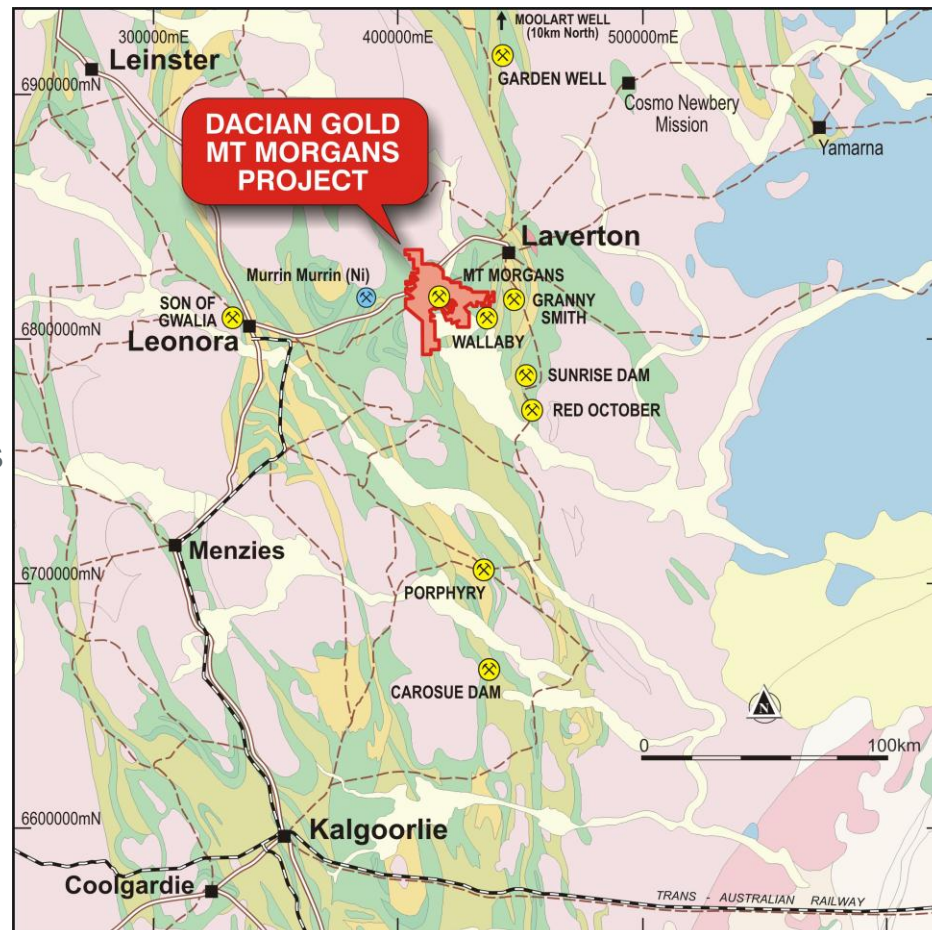 300000mE
400000mE
MOOLART WELL
(10km North)
500000mE
Leinster
6900000mN
GARDEN WELL
Cosmo Newbery
Mission
Yamarna
DACIAN GOLD
MT MORGANS
PROJECT
Laverton
Murrin Murrin (Ni)
MT MORGANS
SON OF
GWALIA
GRANNY
SMITH
6800000mN
Leonora
WALLABY
SUNRISE DAM
RED OCTOBER
S
Menzies
6700000mN
PORPHYRY
CAROSUE DAM
N
0
100km
6600000mN
Kalgoorlie
Coolgardie
TRANS - AUSTRALIAN RAILWAY